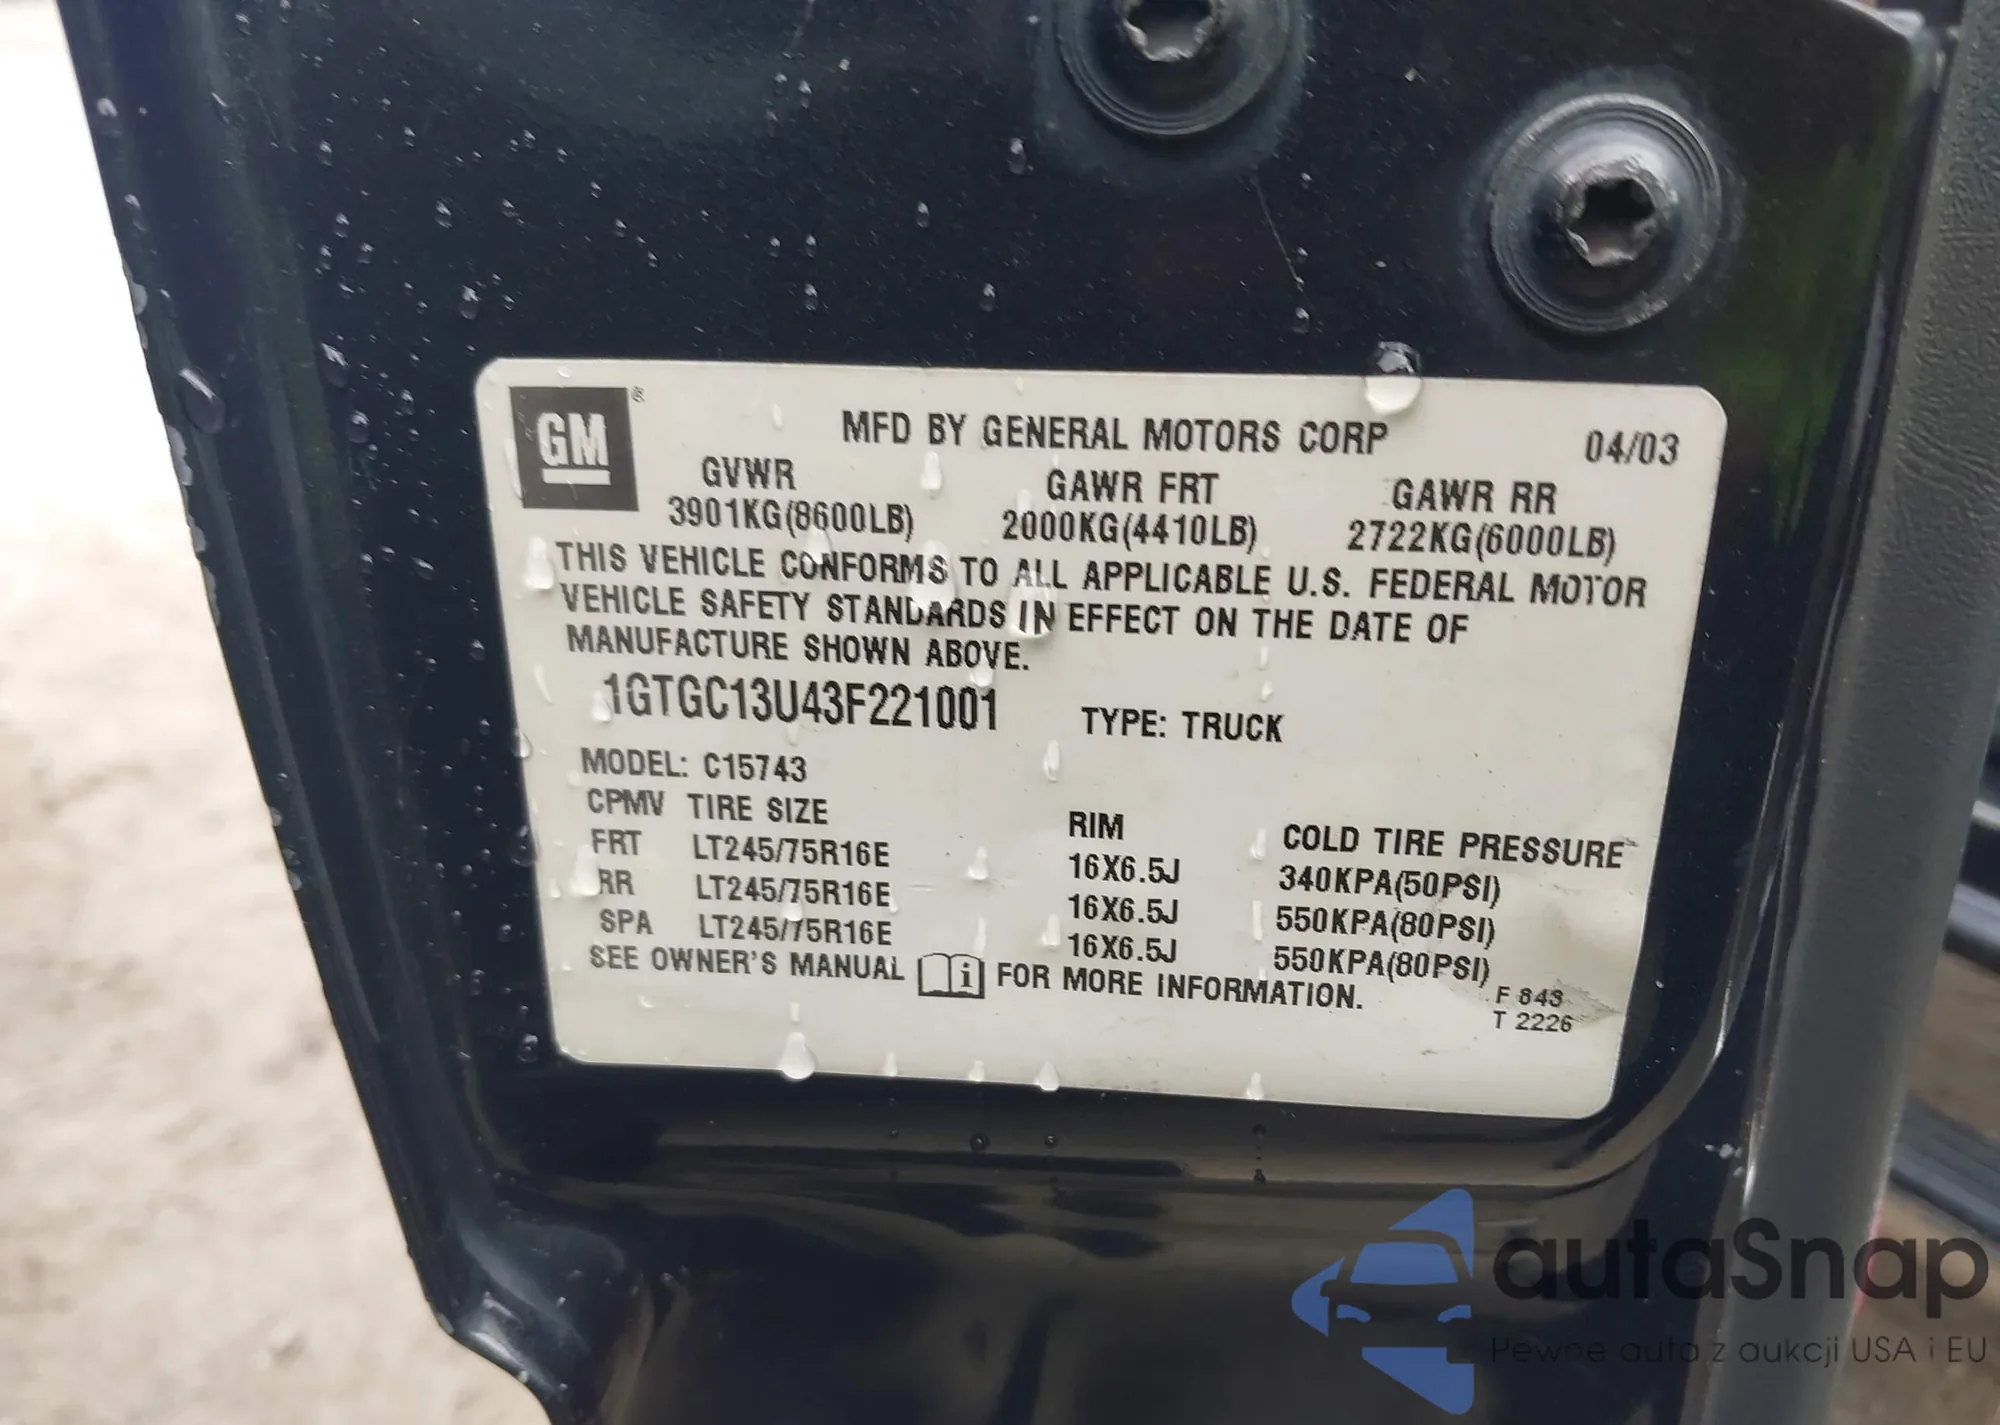 GM ®
MFD BY GENERAL MOTORS CORP 04/03
GVWR GAWR FRT GAWR RR
3901KG(8600LB) 2000KG(4410LB) 2722KG(6000LB)
THIS VEHICLE CONFORMS TO ALL APPLICABLE U.S. FEDERAL MOTOR
VEHICLE SAFETY STANDARDS IN EFFECT ON THE DATE OF
MANUFACTURE SHOWN ABOVE.
1GTGC13U43F221001 TYPE: TRUCK
MODEL: C15743
CPMV TIRE SIZE RIM COLD TIRE PRESSURE
FRT LT245/75R16E 16X6.5J 340KPA(50PSI)
RR LT245/75R16E 16X6.5J 550KPA(80PSI)
SPA LT245/75R16E 16X6.5J 550KPA(80PSI)
SEE OWNER'S MANUAL i FOR MORE INFORMATION.
F 843
T 2226
autaSnap
Pewne auta z aukcji USA i EU